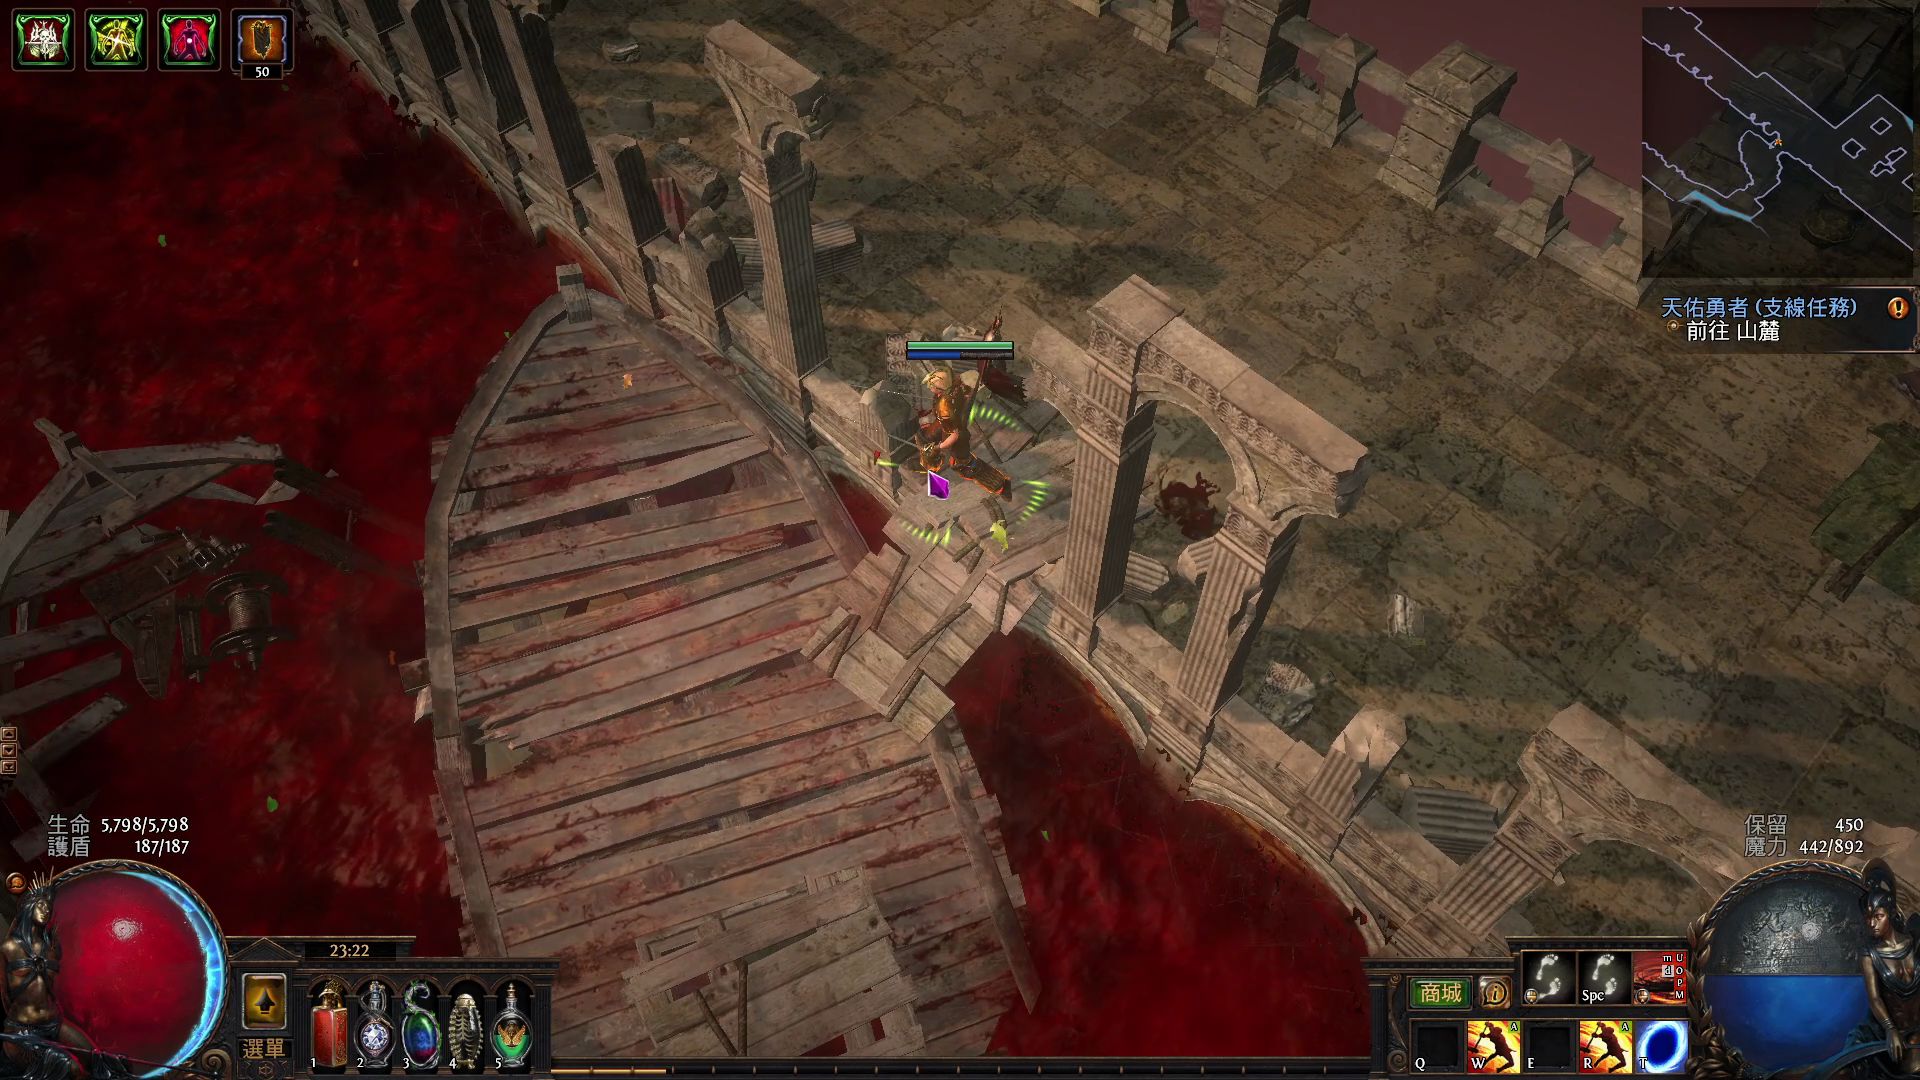 50
天佑勇者 (支線任務)
前往 山麓
生命 5,798/5,798
護盾 187/187
保留 450
魔力 442/892
23:22
選單
1 2 3 4 5
商城
Spc
m U
d O
P
M
Q W A E R A T